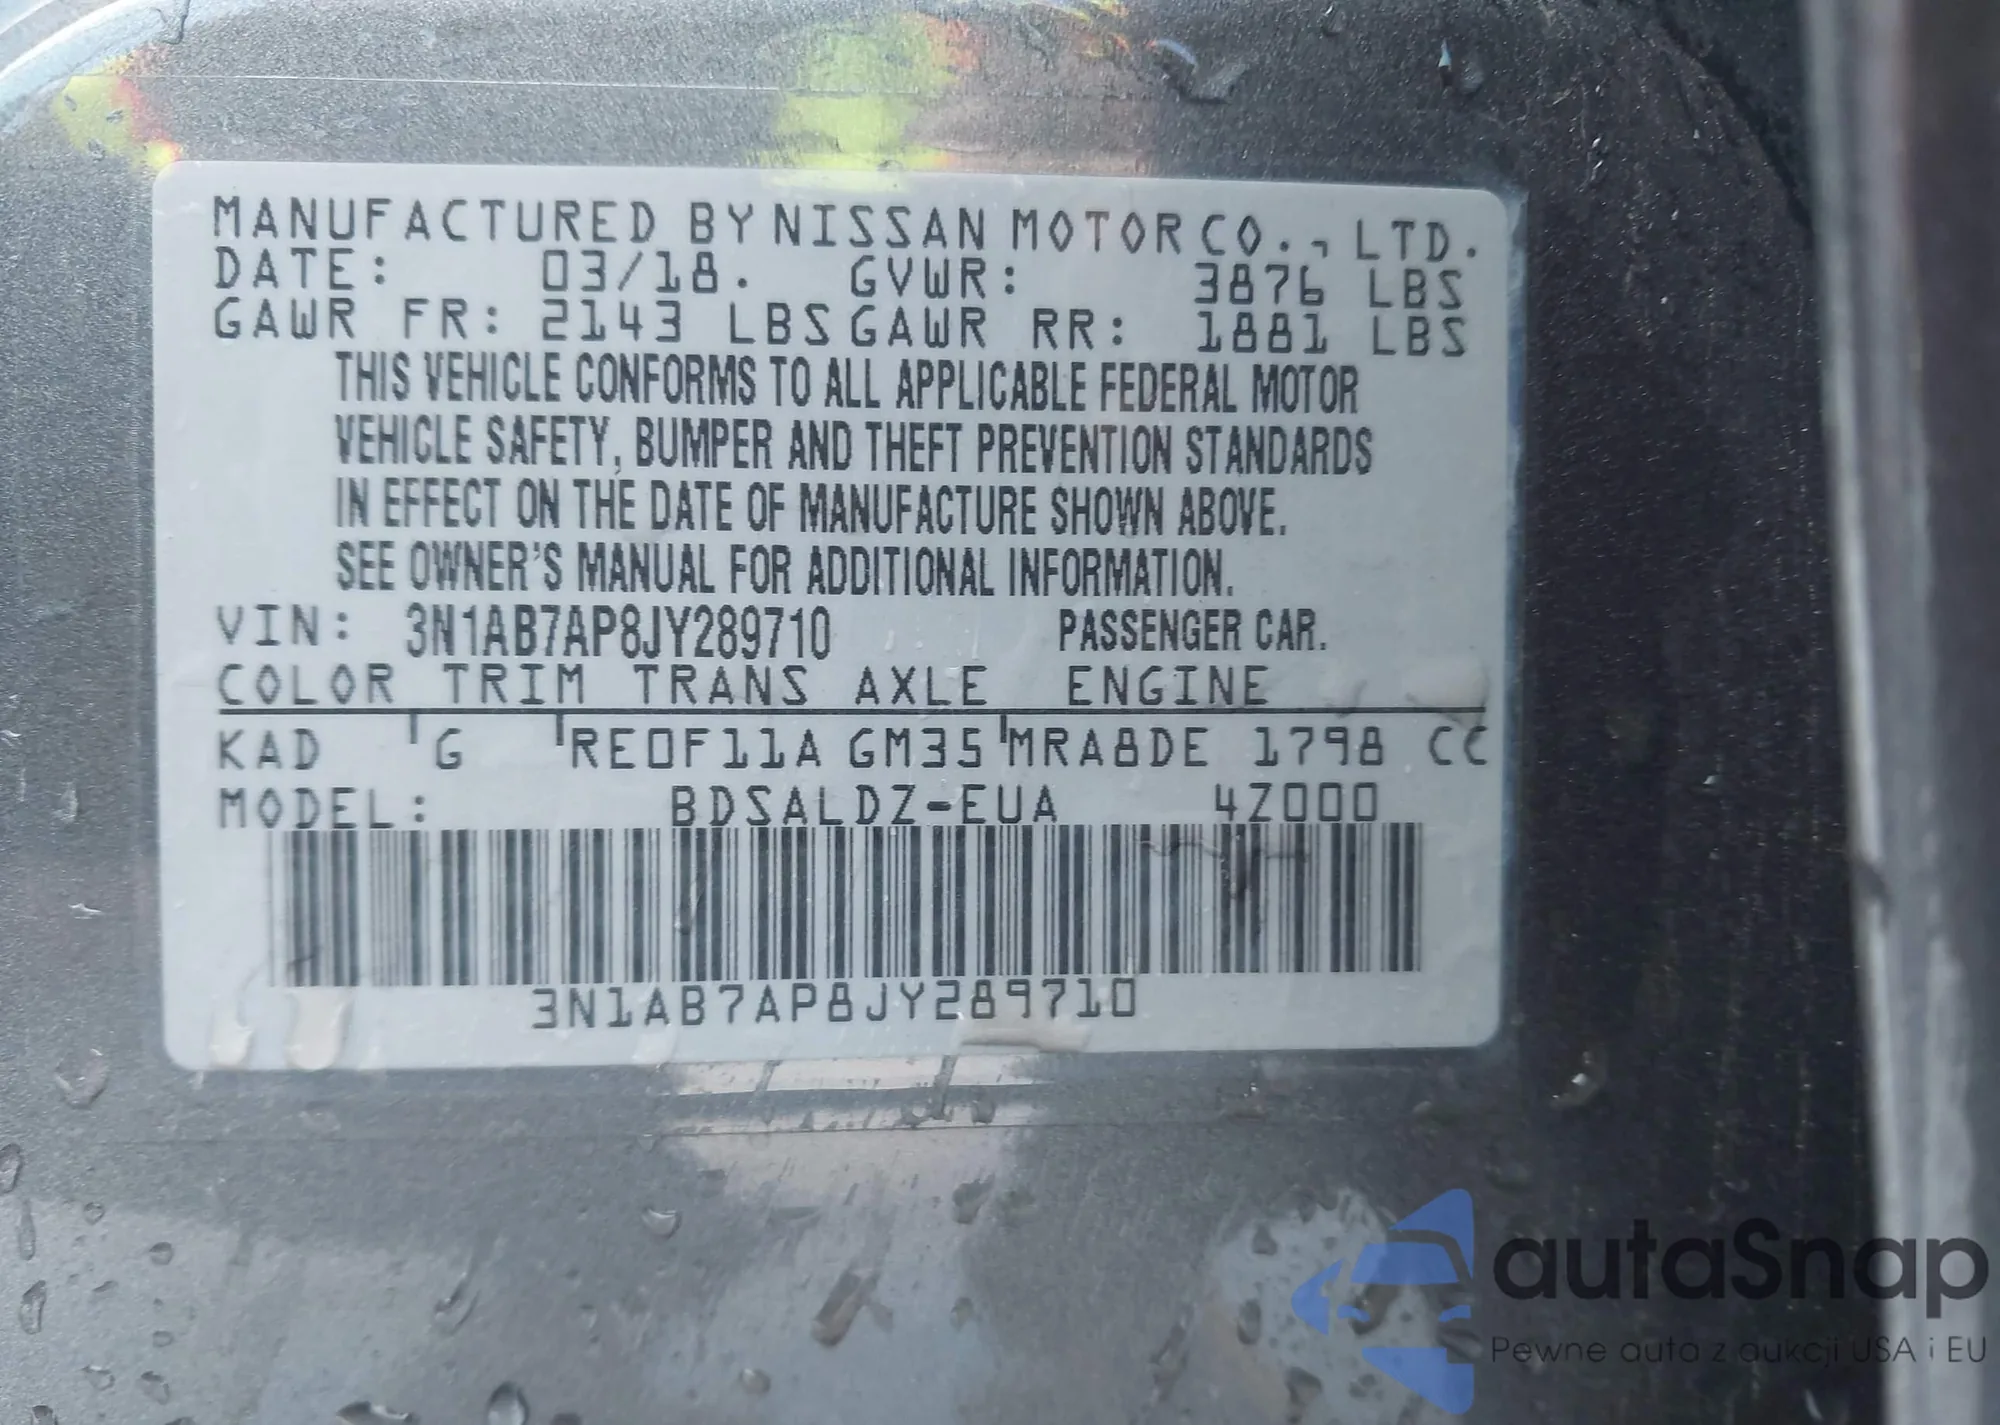 MANUFACTURED BY NISSAN MOTOR CO., LTD.
DATE: 03/18. GVWR: 3876 LBS
GAWR FR: 2143 LBS GAWR RR: 1881 LBS
THIS VEHICLE CONFORMS TO ALL APPLICABLE FEDERAL MOTOR
VEHICLE SAFETY, BUMPER AND THEFT PREVENTION STANDARDS
IN EFFECT ON THE DATE OF MANUFACTURE SHOWN ABOVE.
SEE OWNER'S MANUAL FOR ADDITIONAL INFORMATION.
VIN: 3N1AB7AP8JY289710 PASSENGER CAR.
COLOR TRIM TRANS AXLE ENGINE
KAD G RE0F11A GM35 MRA8DE 1798 CC
MODEL: BDSALDZ-EUA 4Z000
3N1AB7AP8JY289710
autaSnap
Pewne auta z aukcji USA i EU